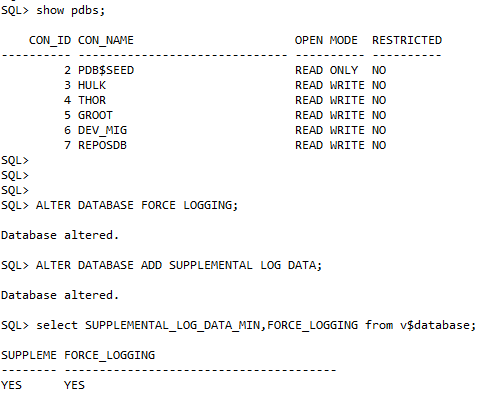 SQL> show pdbs;
    CON_ID CON_NAME                       OPEN MODE  RESTRICTED
---------- ------------------------------ ---------- ----------
         2 PDB$SEED                       READ ONLY  NO
         3 HULK                           READ WRITE NO
         4 THOR                           READ WRITE NO
         5 GROOT                          READ WRITE NO
         6 DEV_MIG                        READ WRITE NO
         7 REPOSDB                        READ WRITE NO
SQL>
SQL>
SQL>
SQL> ALTER DATABASE FORCE LOGGING;
Database altered.
SQL> ALTER DATABASE ADD SUPPLEMENTAL LOG DATA;
Database altered.
SQL> select SUPPLEMENTAL_LOG_DATA_MIN,FORCE_LOGGING from v$database;
SUPPLEME FORCE_LOGGING
-------- ---------------------------------------
YES      YES